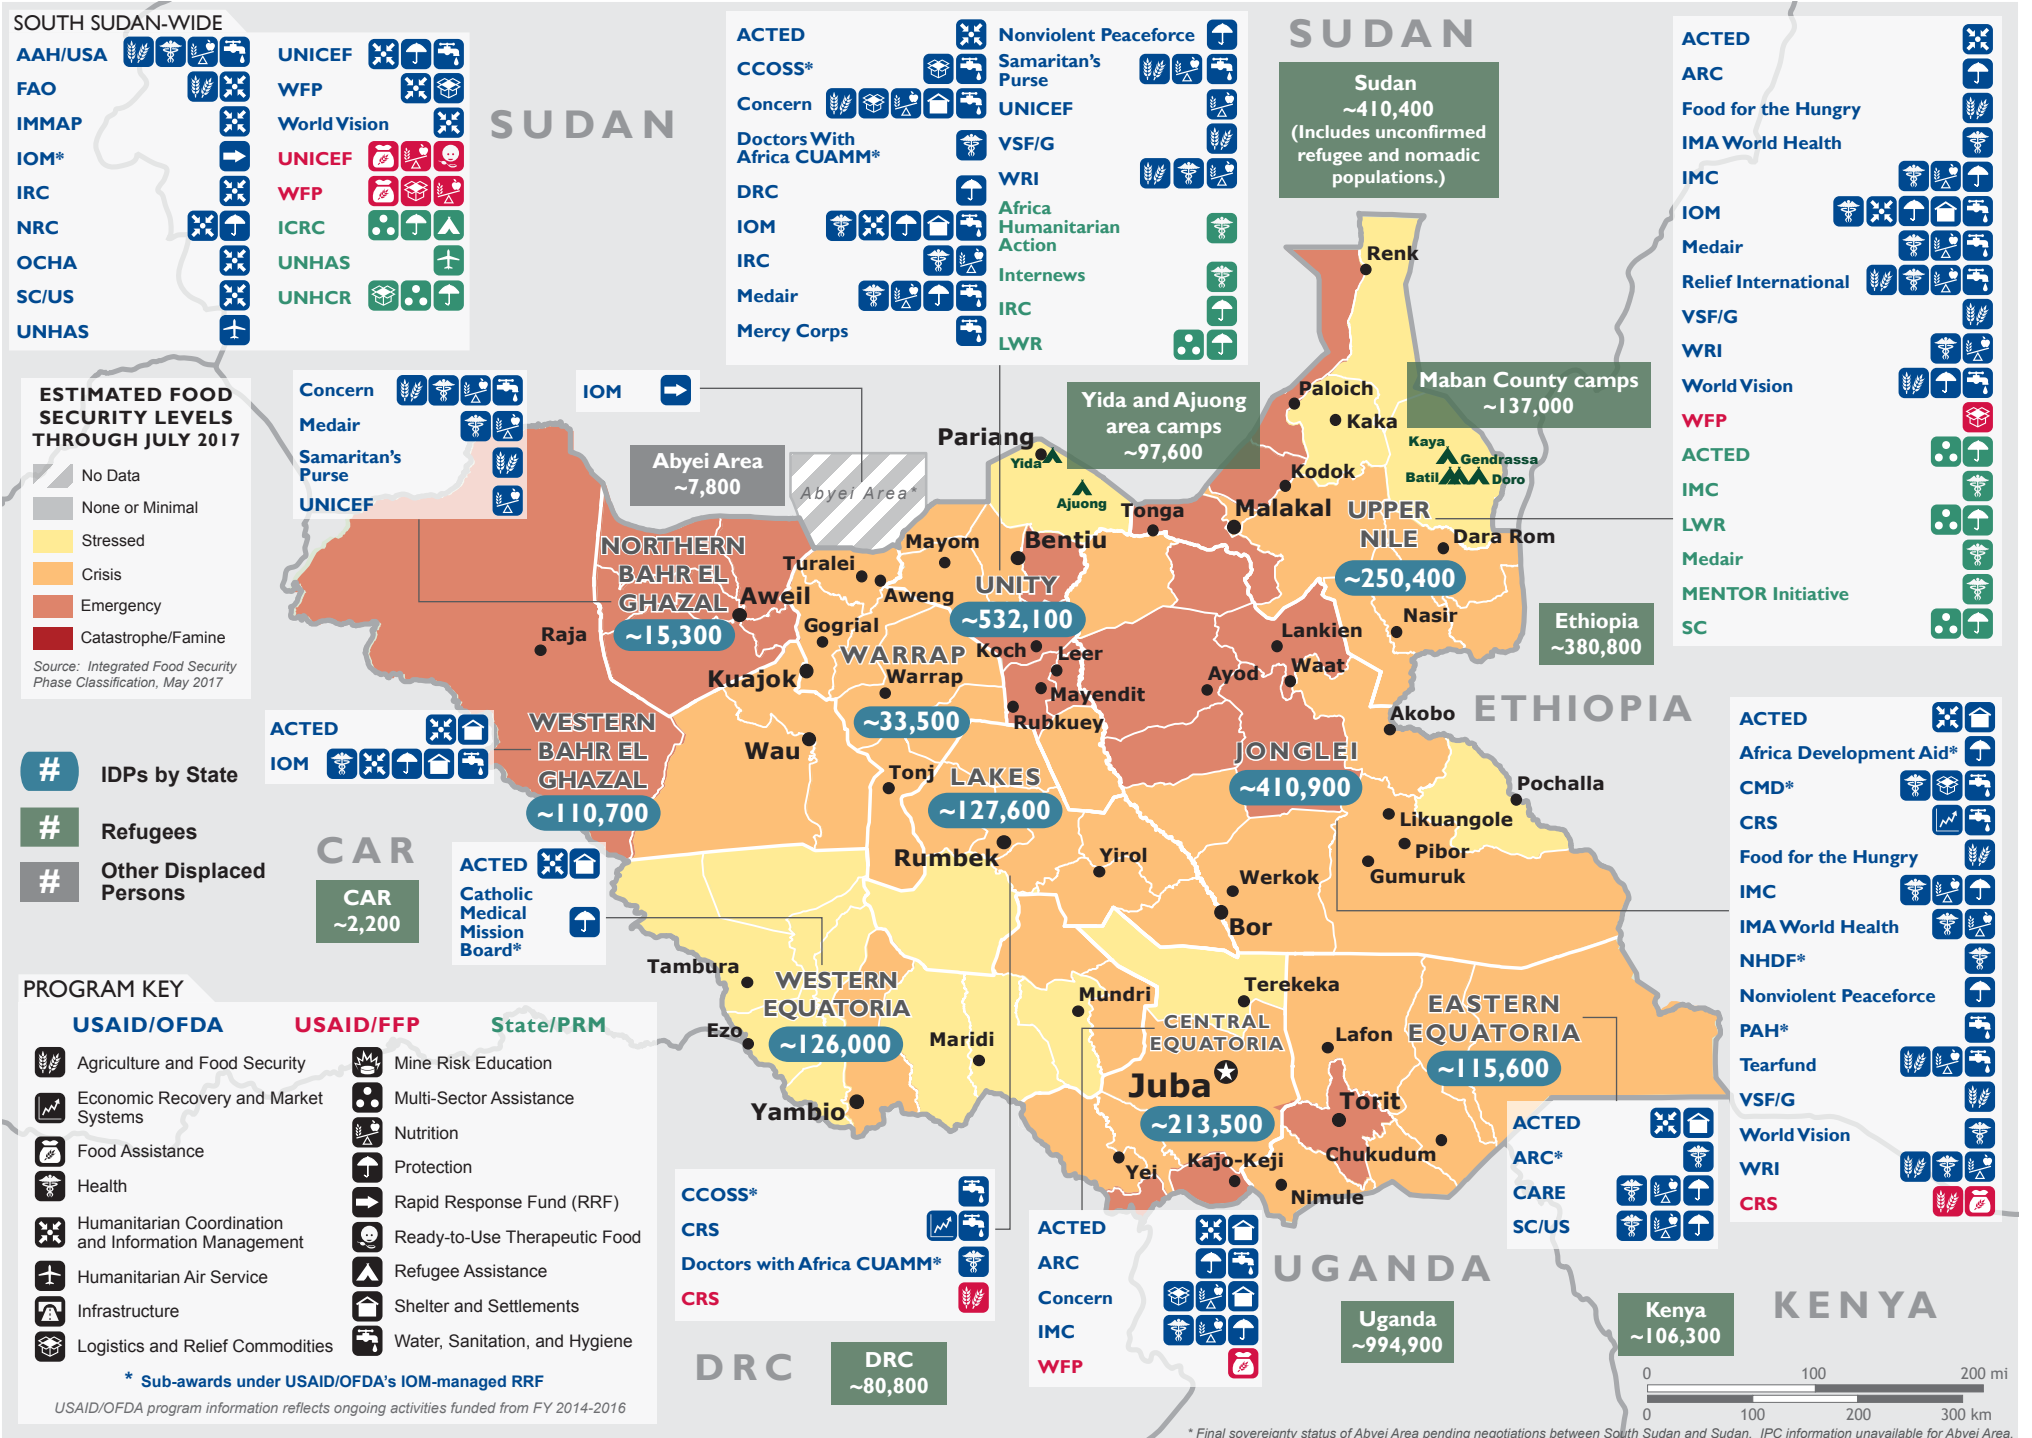 SOUTH SUDAN-WIDE
AAH/USA
FAO
IMMAP
IOM*
IRC
NRC
OCHA
SC/US
UNHAS
UNICEF
WFP
World Vision
UNICEF
WFP
ICRC
UNHAS
UNHCR
SUDAN
ACTED
CCOSS*
Concern
Doctors With
Africa CUAMM*
DRC
IOM
IRC
Medair
Mercy Corps
Nonviolent Peaceforce
Samaritan's
Purse
UNICEF
VSF/G
WRI
Africa
Humanitarian
Action
Internews
IRC
LWR
SUDAN
Sudan
~410,400
(Includes unconfirmed
refugee and nomadic
populations.)
ACTED
ARC
Food for the Hungry
IMA World Health
IMC
IOM
Medair
Relief International
VSF/G
WRI
World Vision
WFP
ACTED
IMC
LWR
Medair
MENTOR Initiative
SC
ESTIMATED FOOD
SECURITY LEVELS
THROUGH JULY 2017
No Data
None or Minimal
Stressed
Crisis
Emergency
Catastrophe/Famine
Source: Integrated Food Security
Phase Classification, May 2017
Concern
Medair
Samaritan's
Purse
UNICEF
IOM
Abyei Area
~7,800
Abyei Area*
Yida and Ajuong
area camps
~97,600
Maban County camps
~137,000
Renk
Paloich
Kaka
Kaya
Gendrassa
Batil
Doro
Pariang
Yida
Ajuong
Kodok
Tonga
Malakal
UPPER
NILE
~250,400
Dara Rom
Nasir
Ethiopia
~380,800
NORTHERN
BAHR EL
GHAZAL
~15,300
Aweil
Raja
Turalei
Mayom
Aweng
Gogrial
Bentiu
UNITY
~532,100
WARRAP
Warrap
~33,500
Kuajok
Koch
Leer
Mayendit
Rubkuey
Lankien
Waat
Ayod
Akobo
ETHIOPIA
ACTED
IOM
WESTERN
BAHR EL
GHAZAL
~110,700
Wau
Tonj
LAKES
~127,600
Rumbek
Yirol
JONGLEI
~410,900
Pochalla
Likuangole
Pibor
Gumuruk
Werkok
Bor
# IDPs by State
# Refugees
# Other Displaced
Persons
CAR
CAR
~2,200
ACTED
Catholic
Medical
Mission
Board*
ACTED
Africa Development Aid*
CMD*
CRS
Food for the Hungry
IMC
IMA World Health
NHDF*
Nonviolent Peaceforce
PAH*
Tearfund
VSF/G
World Vision
WRI
CRS
Tambura
WESTERN
EQUATORIA
~126,000
Ezo
Yambio
Maridi
Mundri
Terekeka
CENTRAL
EQUATORIA
Juba
~213,500
Yei
Kajo-Keji
Nimule
Lafon
EASTERN
EQUATORIA
~115,600
Torit
Chukudum
PROGRAM KEY
USAID/OFDA
USAID/FFP
State/PRM
Agriculture and Food Security
Economic Recovery and Market
Systems
Food Assistance
Health
Humanitarian Coordination
and Information Management
Humanitarian Air Service
Infrastructure
Logistics and Relief Commodities
Mine Risk Education
Multi-Sector Assistance
Nutrition
Protection
Rapid Response Fund (RRF)
Ready-to-Use Therapeutic Food
Refugee Assistance
Shelter and Settlements
Water, Sanitation, and Hygiene
* Sub-awards under USAID/OFDA's IOM-managed RRF
USAID/OFDA program information reflects ongoing activities funded from FY 2014-2016
CCOSS*
CRS
Doctors with Africa CUAMM*
CRS
DRC
DRC
~80,800
ACTED
ARC
Concern
IMC
WFP
ACTED
ARC*
CARE
SC/US
UGANDA
Uganda
~994,900
Kenya
~106,300
KENYA
0 100 200 mi
0 100 200 300 km
* Final sovereignty status of Abyei Area pending negotiations between South Sudan and Sudan. IPC information unavailable for Abyei Area.